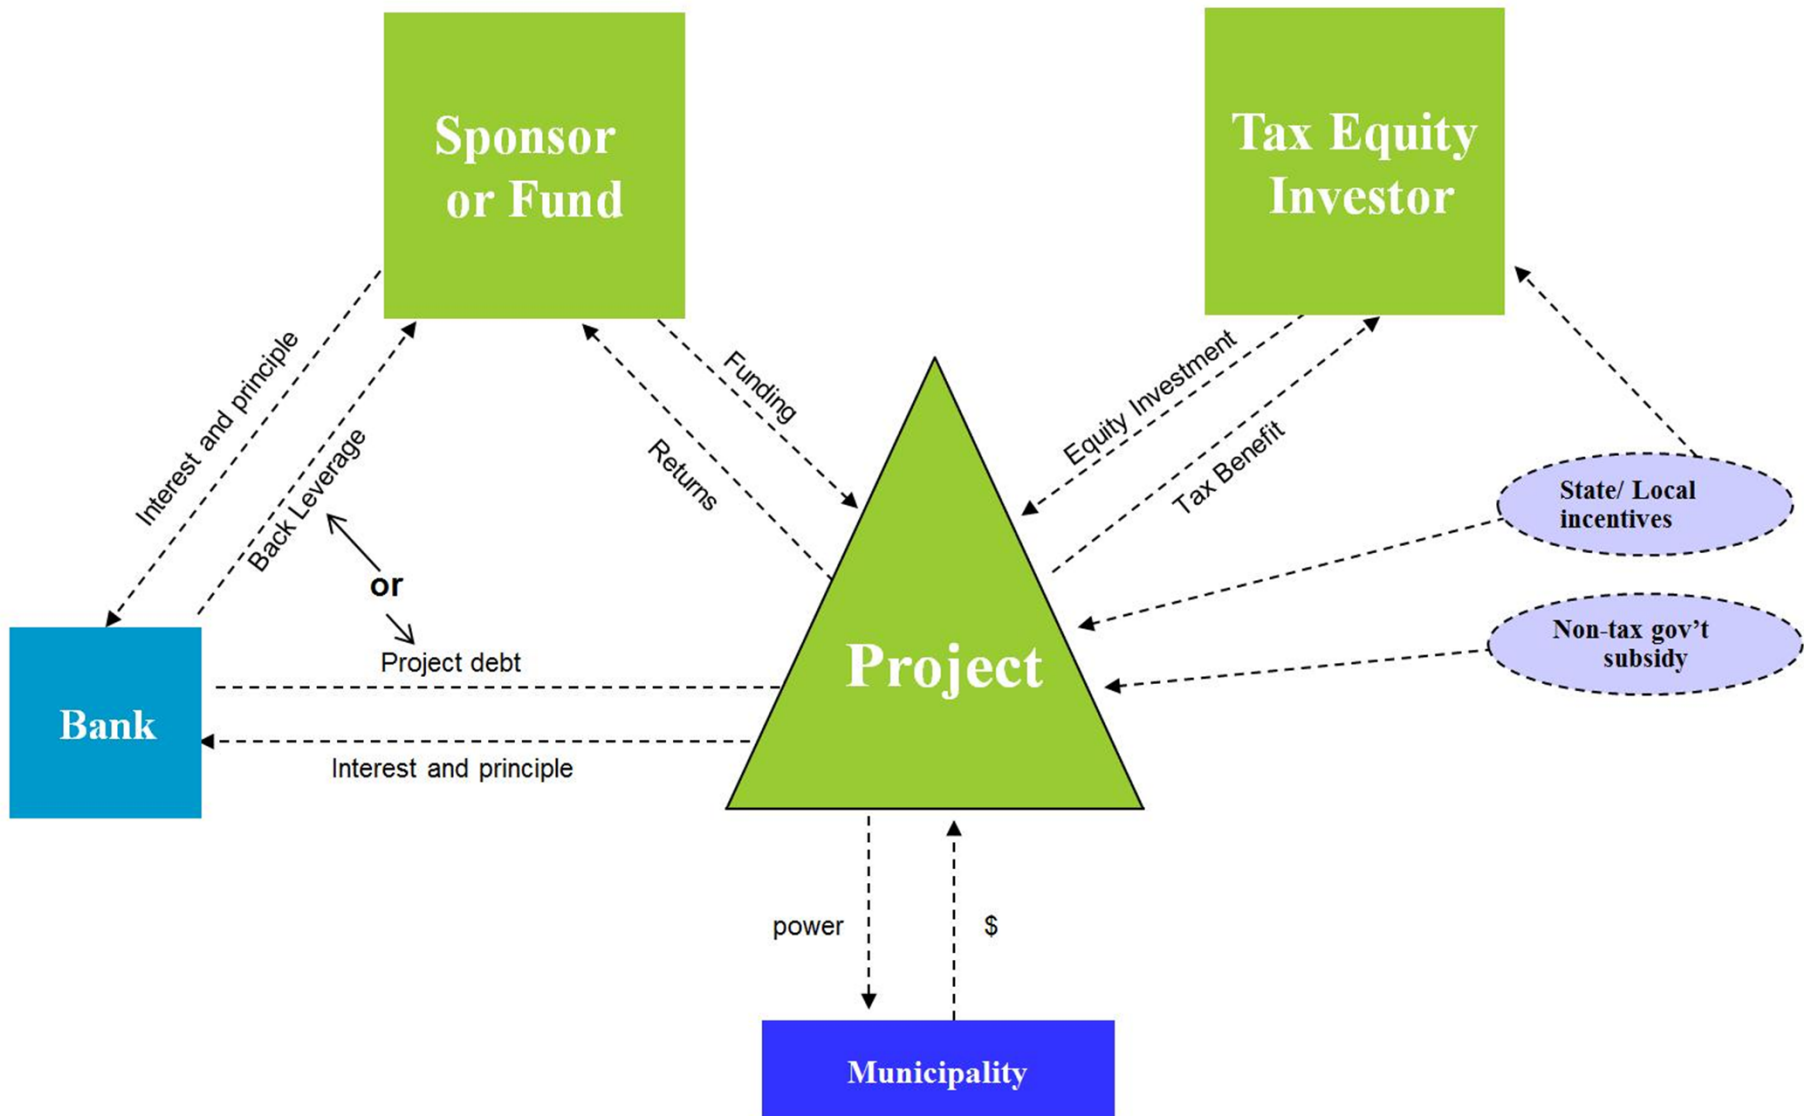 Sponsor
or Fund
Tax Equity
Investor
Interest and principle
Back Leverage
Funding
Returns
Equity Investment
Tax Benefit
State/ Local
incentives
or
Non-tax gov’t
subsidy
Project debt
Project
Bank
Interest and principle
power
$
Municipality